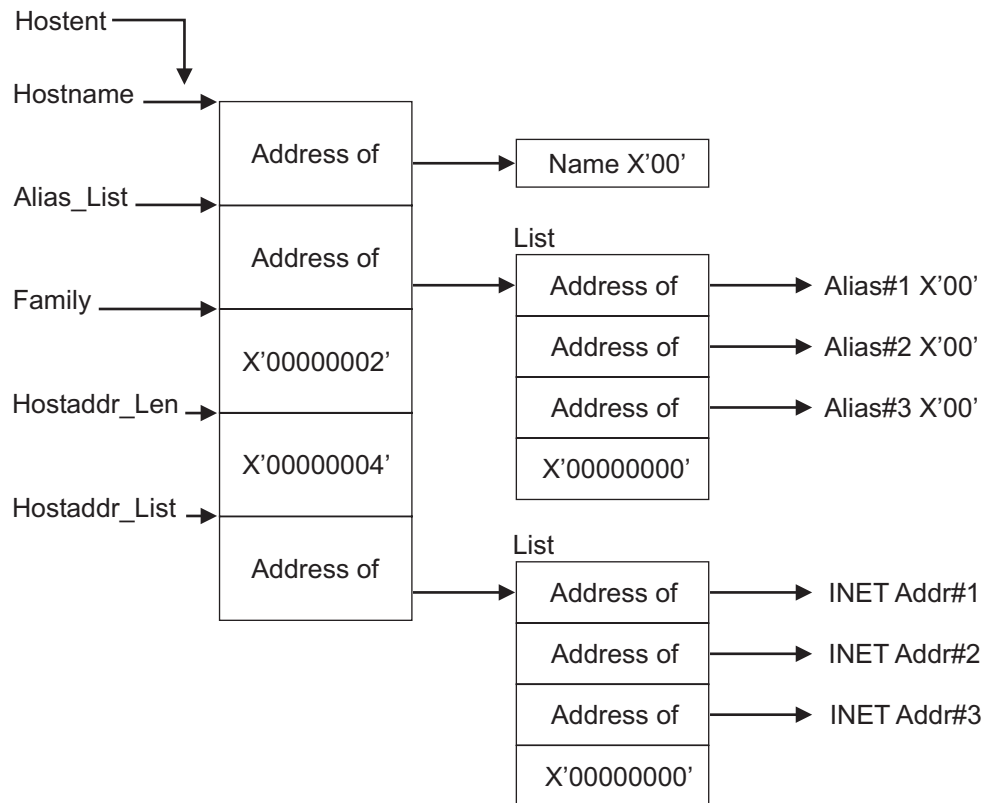 Hostent
Hostname
Address of
Name X’00’
Alias_List
Address of
List
Address of
Alias#1 X’00’
Family
Address of
Alias#2 X’00’
X’00000002’
Hostaddr_Len
Address of
Alias#3 X’00’
X’00000004’
X’00000000’
Hostaddr_List
Address of
List
Address of
INET Addr#1
Address of
INET Addr#2
Address of
INET Addr#3
X’00000000’